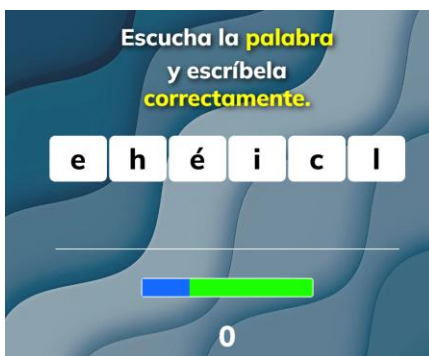 Escucha la palabra
y escríbela
correctamente.
e h é i c l
0